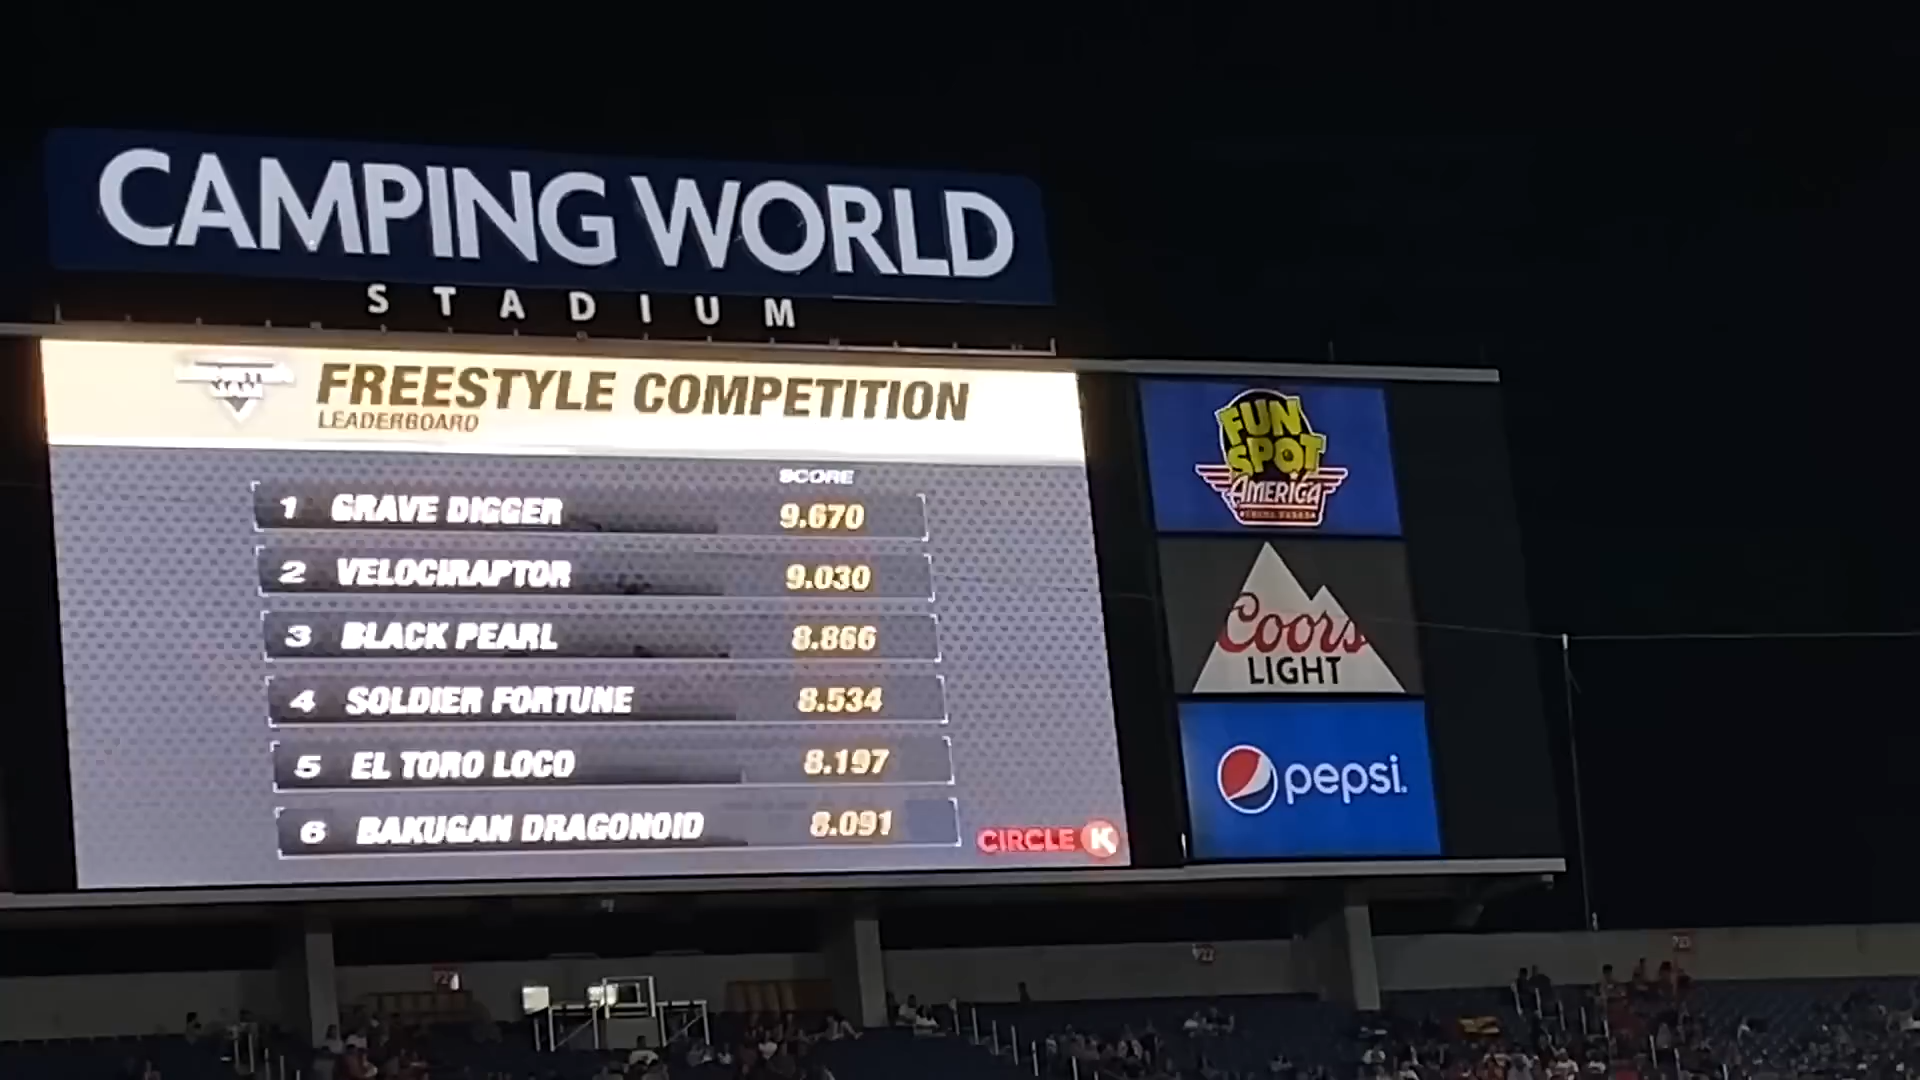 CAMPING WORLD
STADIUM
FREESTYLE COMPETITION
LEADERBOARD
SCORE
1 GRAVE DIGGER 9.670
2 VELOCIRAPTOR 9.030
3 BLACK PEARL 8.866
4 SOLDIER FORTUNE 8.534
5 EL TORO LOCO 8.197
6 BAKUGAN DRAGONOID 8.091
CIRCLE K
FUN
SPOT
AMERICA
Coors
LIGHT
pepsi.